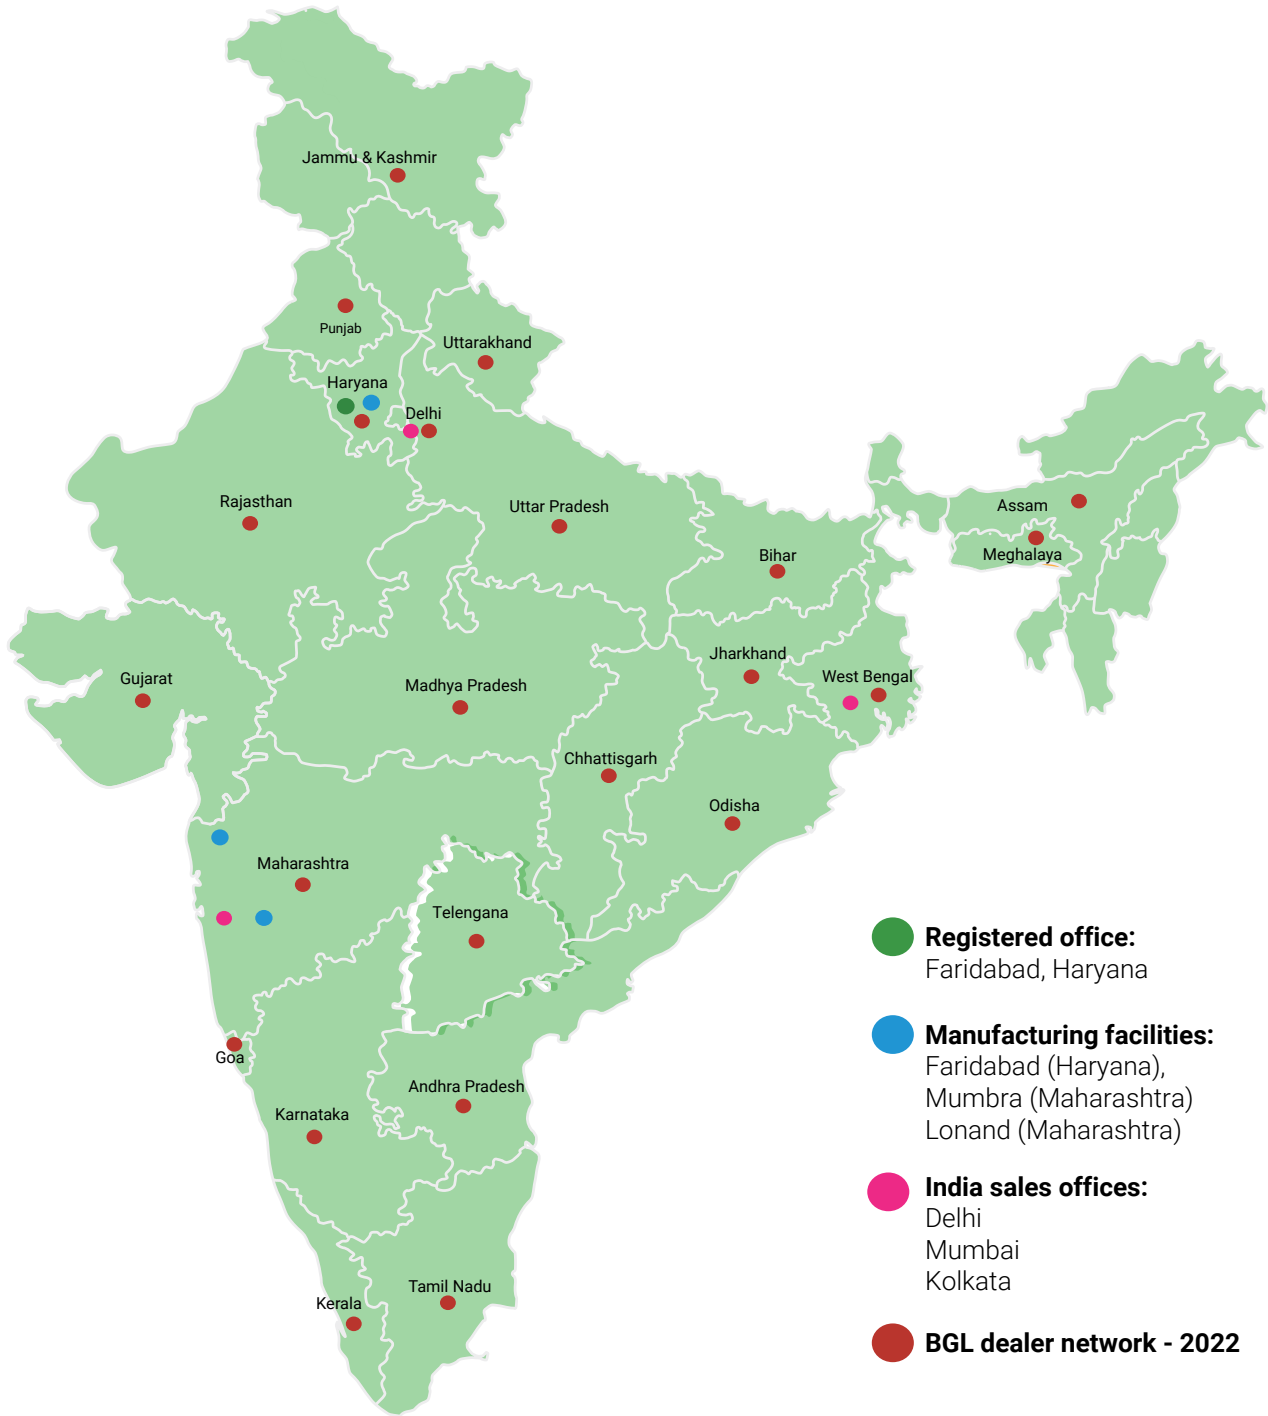 Jammu & Kashmir
Punjab
Uttarakhand
Haryana
Delhi
Rajasthan
Uttar Pradesh
Assam
Bihar
Meghalaya
Jharkhand
West Bengal
Gujarat
Madhya Pradesh
Chhattisgarh
Odisha
Maharashtra
Telengana
Goa
Andhra Pradesh
Karnataka
Tamil Nadu
Kerala
Registered office:
Faridabad, Haryana
Manufacturing facilities:
Faridabad (Haryana),
Mumbra (Maharashtra)
Lonand (Maharashtra)
India sales offices:
Delhi
Mumbai
Kolkata
BGL dealer network - 2022